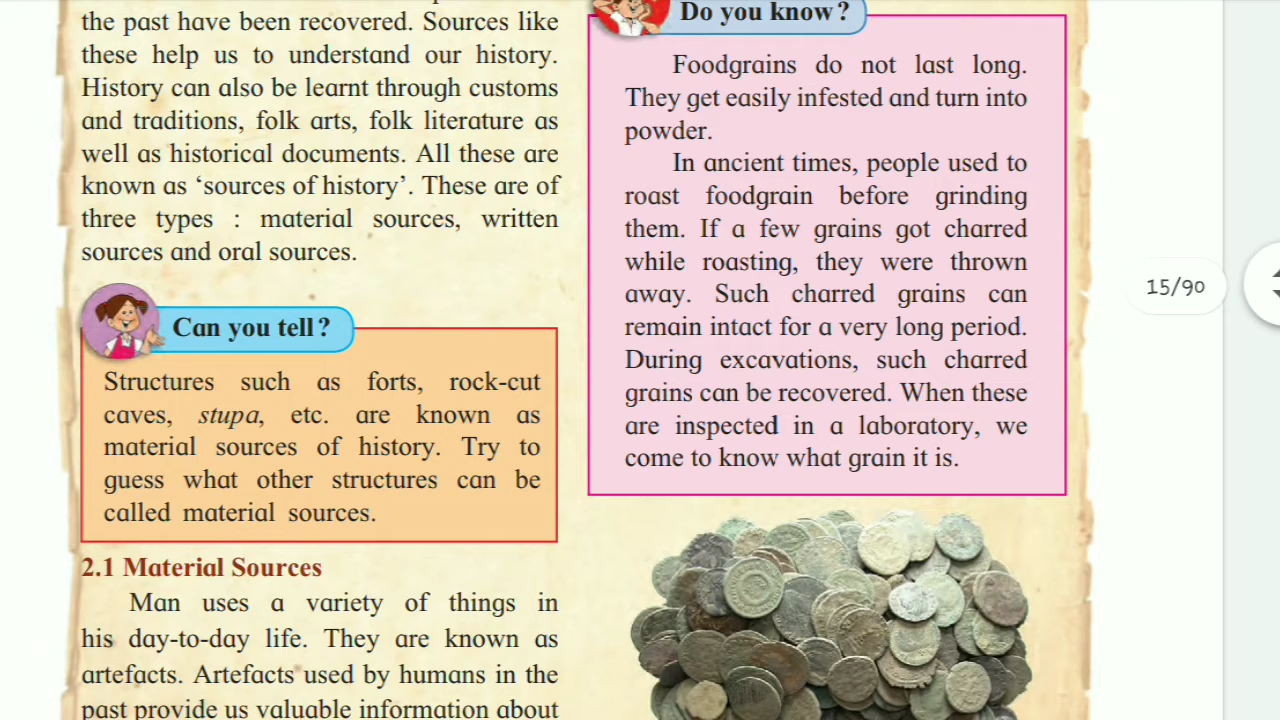 the past have been recovered. Sources like
these help us to understand our history.
History can also be learnt through customs
and traditions, folk arts, folk literature as
well as historical documents. All these are
known as ‘sources of history’. These are of
three types : material sources, written
sources and oral sources.
Can you tell?
Structures such as forts, rock-cut
caves, stupa, etc. are known as
material sources of history. Try to
guess what other structures can be
called material sources.
2.1 Material Sources
Man uses a variety of things in
his day-to-day life. They are known as
artefacts. Artefacts used by humans in the
past provide us valuable information about
Do you know?
Foodgrains do not last long.
They get easily infested and turn into
powder.
In ancient times, people used to
roast foodgrain before grinding
them. If a few grains got charred
while roasting, they were thrown
away. Such charred grains can
remain intact for a very long period.
During excavations, such charred
grains can be recovered. When these
are inspected in a laboratory, we
come to know what grain it is.
15/90